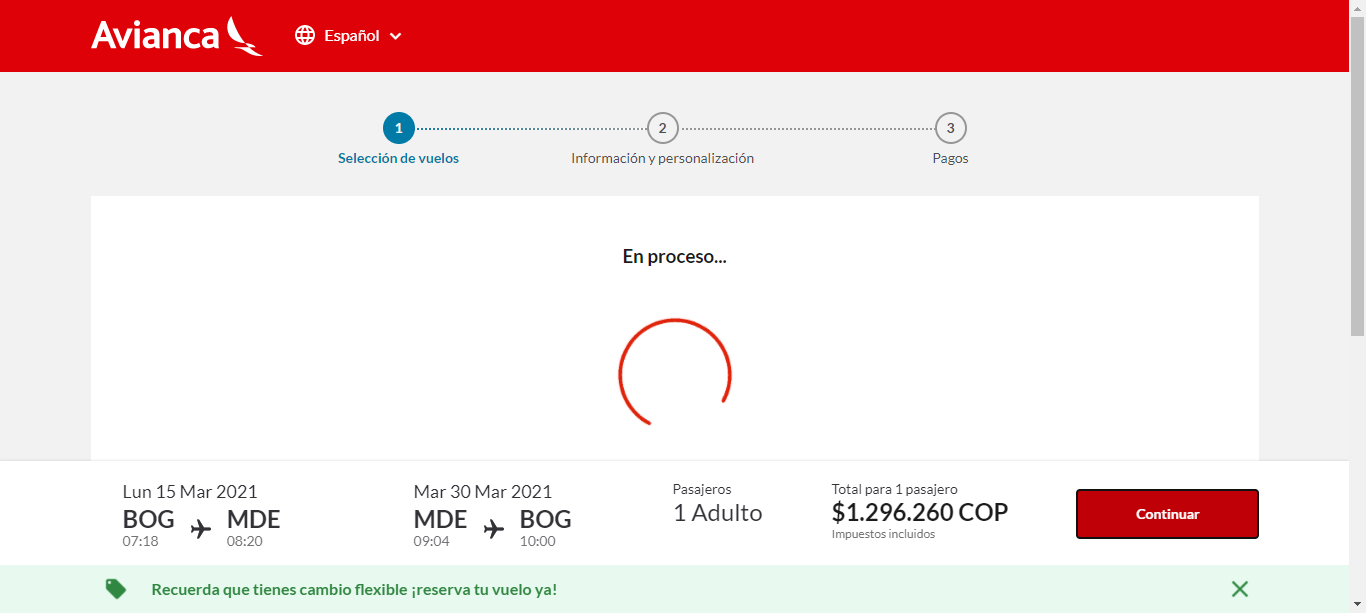 Avianca
Español
1
2
3
Selección de vuelos
Información y personalización
Pagos
En proceso...
Lun 15 Mar 2021
BOG
MDE
07:18
08:20
Mar 30 Mar 2021
MDE
BOG
09:04
10:00
Pasajeros
1 Adulto
Total para 1 pasajero
$1.296.260 COP
Impuestos incluidos
Continuar
Recuerda que tienes cambio flexible ¡reserva tu vuelo ya!